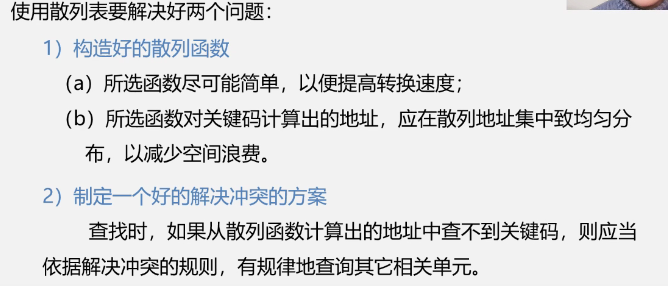 使用散列表要解决好两个问题：
1）构造好的散列函数
（a）所选函数尽可能简单，以便提高转换速度；
（b）所选函数对关键码计算出的地址，应在散列地址集中致均匀分
布，以减少空间浪费。
2）制定一个好的解决冲突的方案
查找时，如果从散列函数计算出的地址中查不到关键码，则应当
依据解决冲突的规则，有规律地查询其它相关单元。